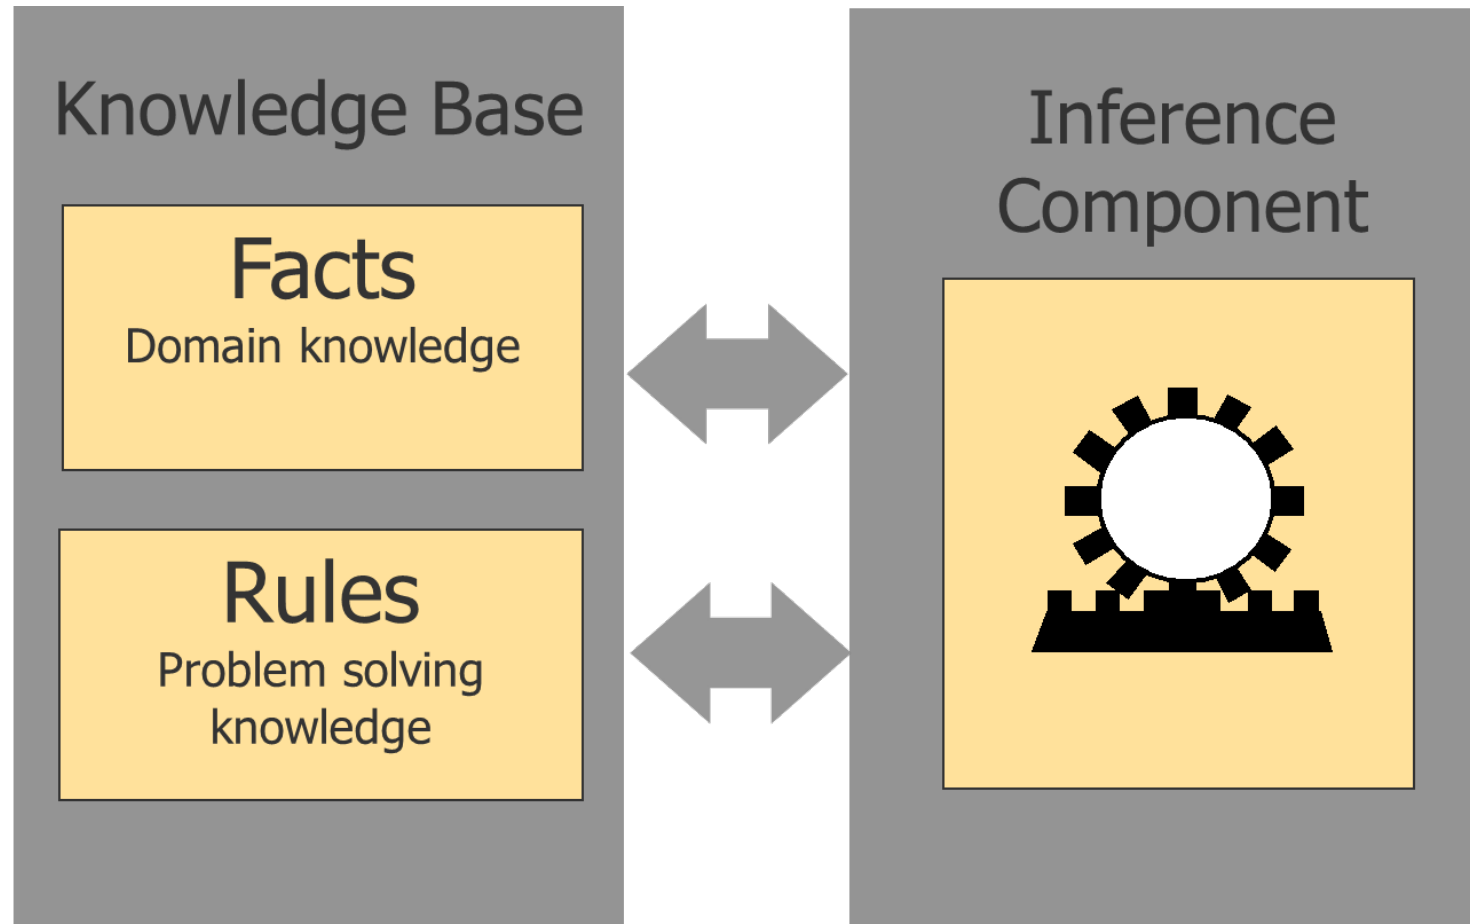 Knowledge Base
Facts
Domain knowledge
Rules
Problem solving
knowledge
Inference
Component